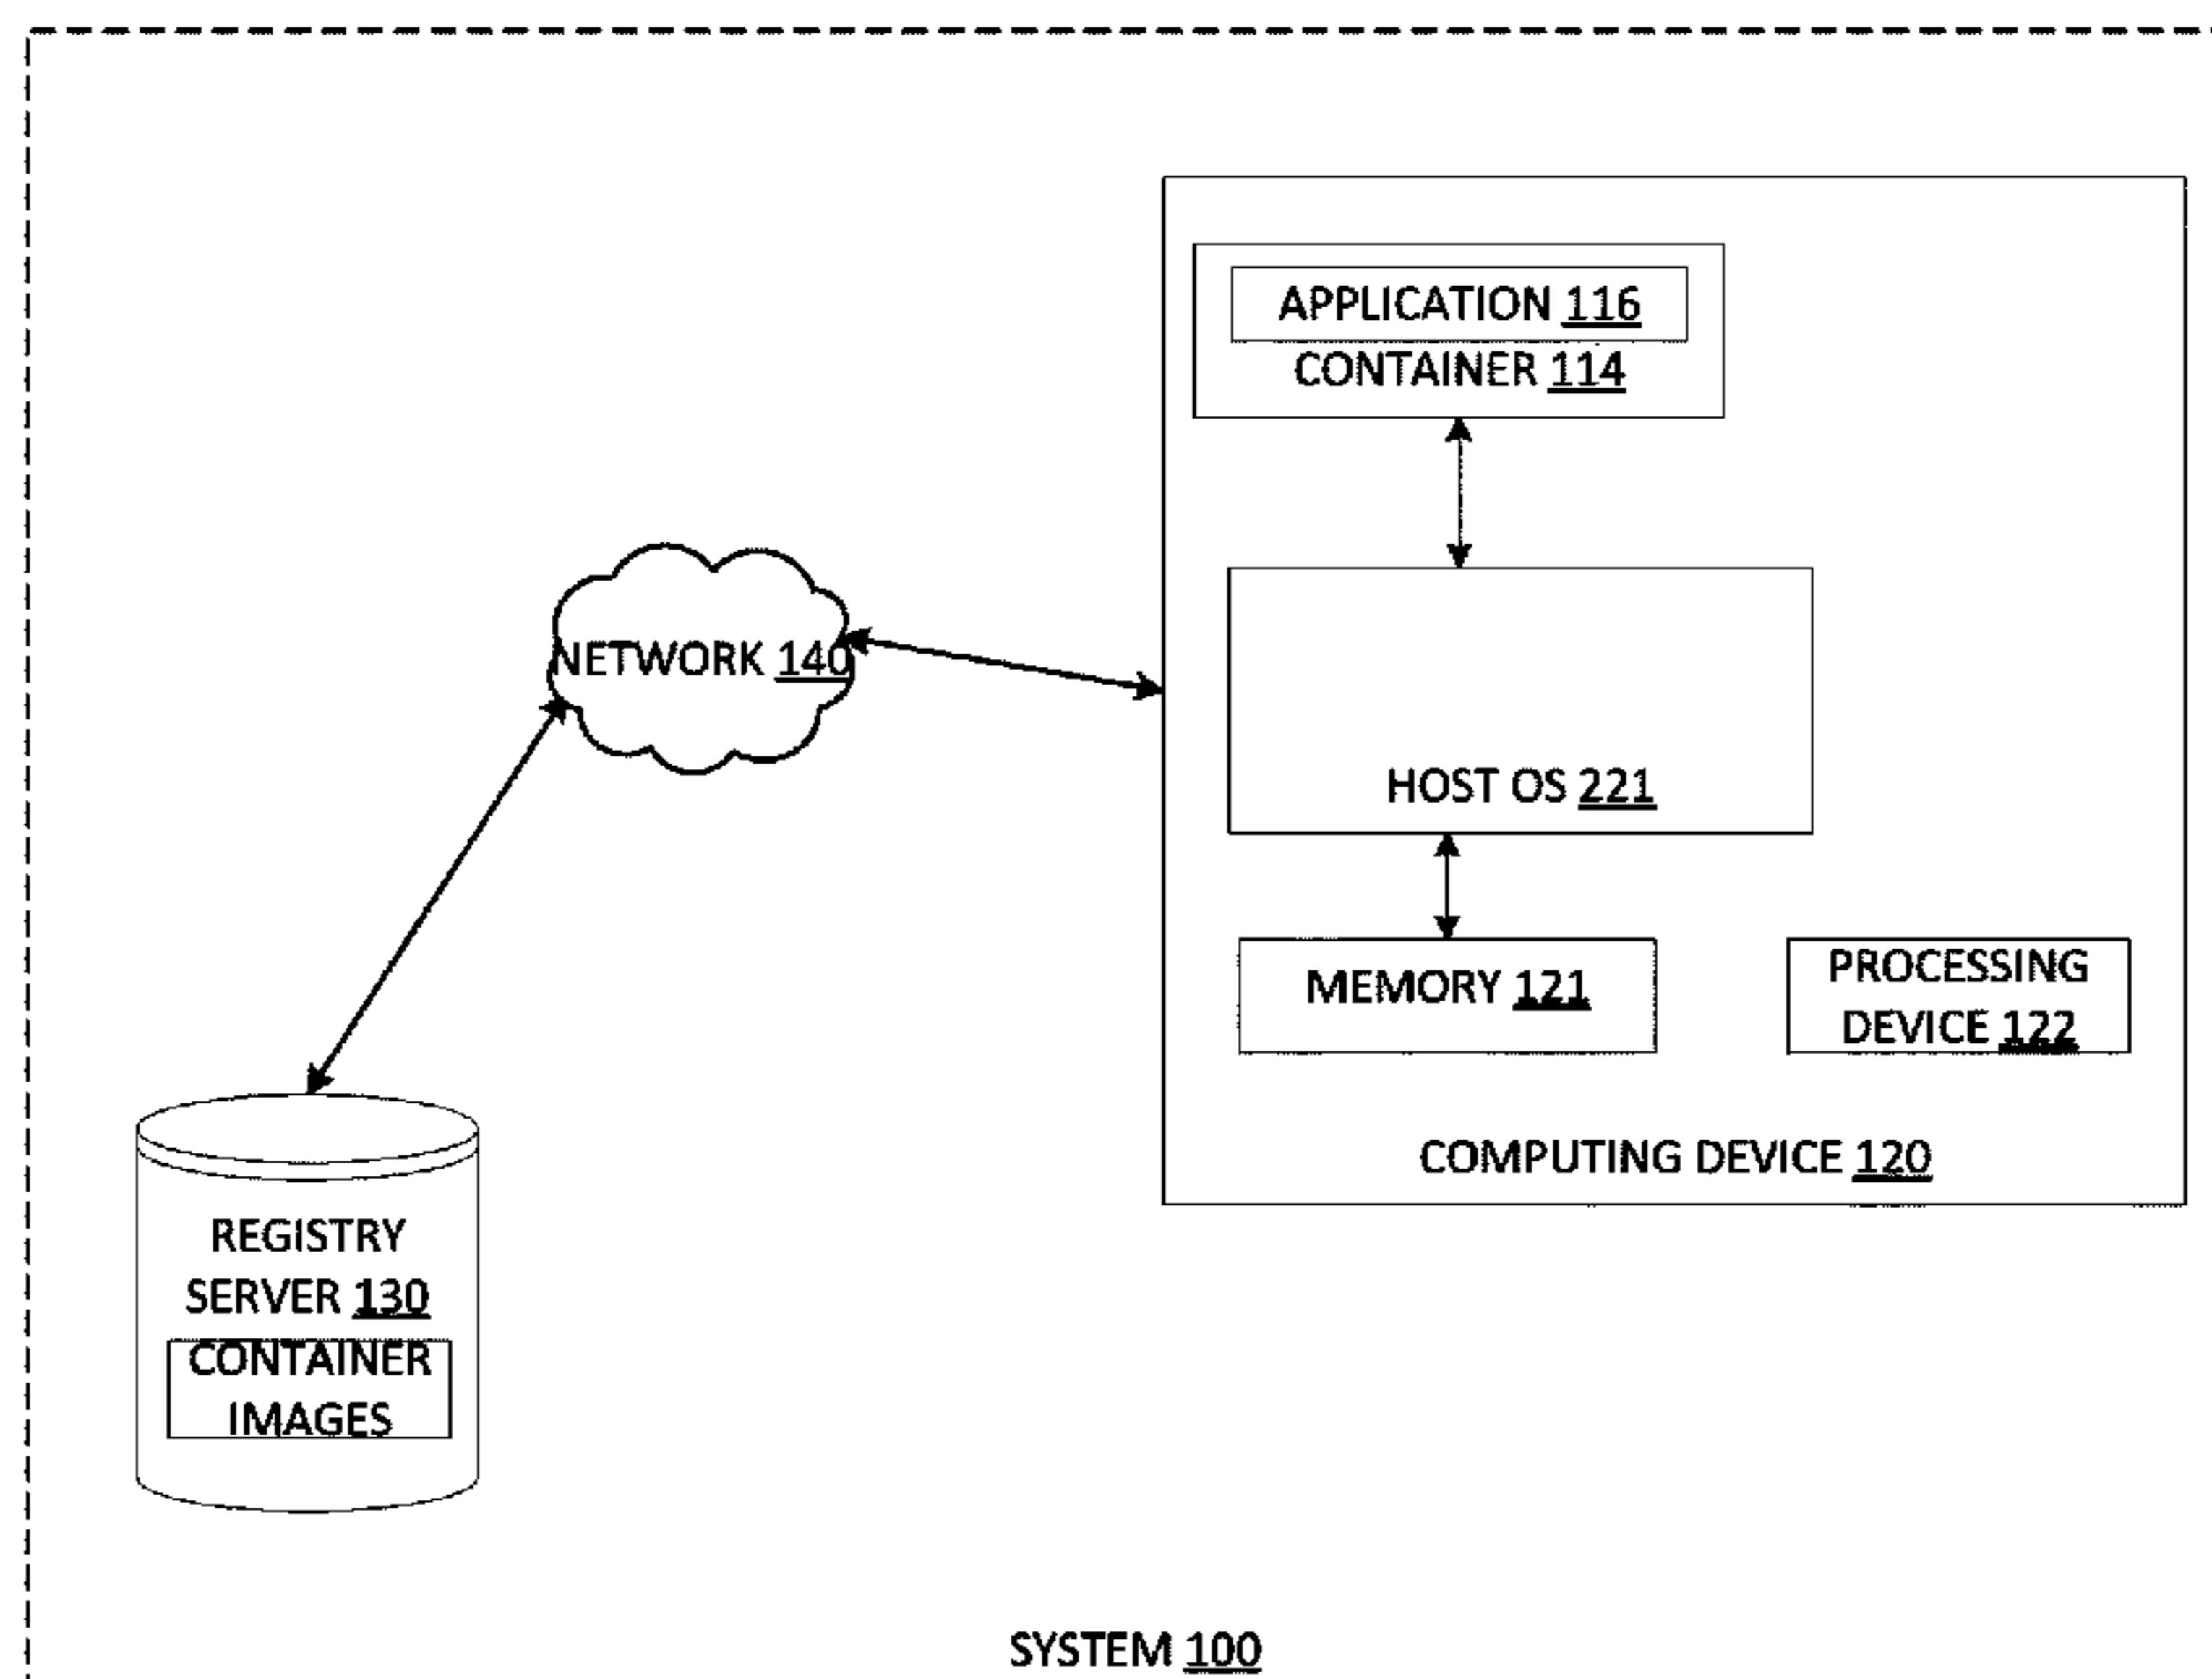 APPLICATION 116
CONTAINER 114
NETWORK 140
HOST OS 221
MEMORY 121
PROCESSING
DEVICE 122
COMPUTING DEVICE 120
REGISTRY
SERVER 130
CONTAINER
IMAGES
SYSTEM 100